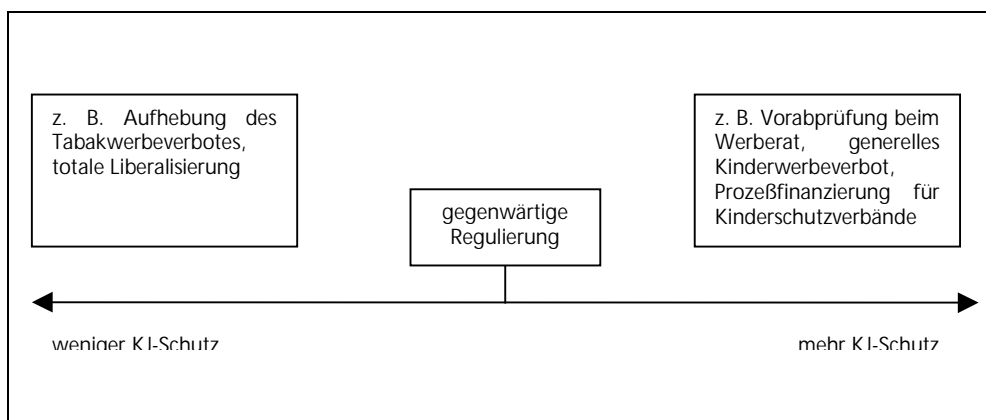 z. B. Aufhebung des
Tabakwerbeverbotes,
totale Liberalisierung
z. B. Vorabprüfung beim
Werberat, generelles
Kinderwerbeverbot,
Prozeßfinanzierung für
Kinderschutzverbände
gegenwärtige
Regulierung
weniger KJ-Schutz
mehr KJ-Schutz